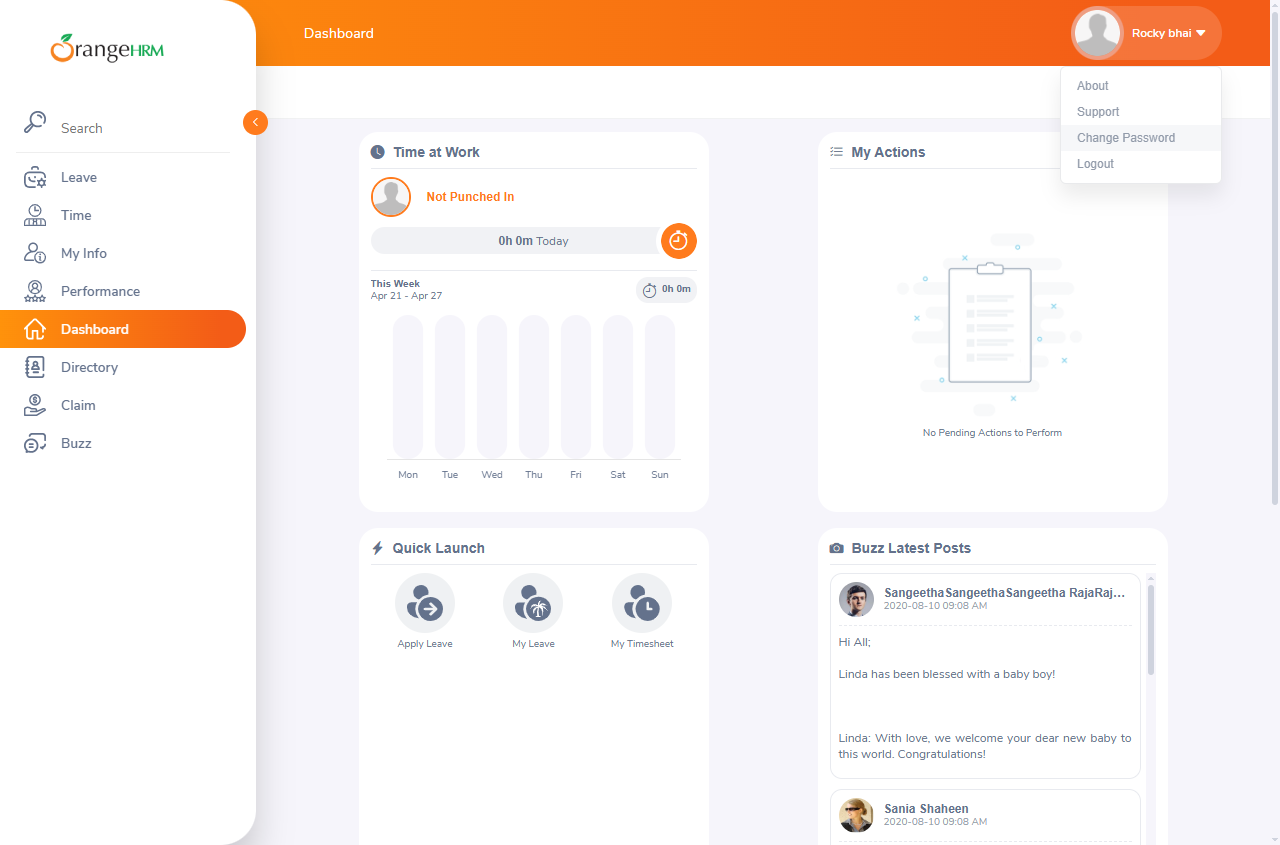 OrangeHRM
Search
Leave
Time
My Info
Performance
Dashboard
Directory
Claim
Buzz
Dashboard
Rocky bhai
About
Support
Change Password
Logout
Time at Work
Not Punched In
0h 0m Today
This Week
Apr 21 - Apr 27
0h 0m
Mon Tue Wed Thu Fri Sat Sun
My Actions
No Pending Actions to Perform
Quick Launch
Apply Leave
My Leave
My Timesheet
Buzz Latest Posts
SangeethaSangeethaSangeetha RajaRaj...
2020-08-10 09:08 AM
Hi All;
Linda has been blessed with a baby boy!
Linda: With love, we welcome your dear new baby to
this world. Congratulations!
Sania Shaheen
2020-08-10 09:08 AM